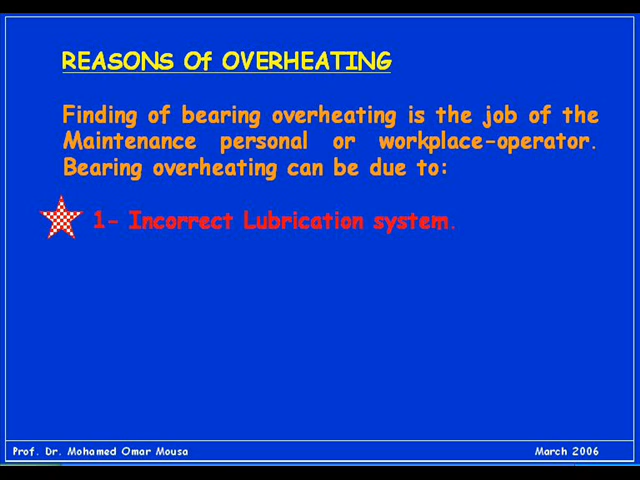 REASONS Of OVERHEATING
Finding of bearing overheating is the job of the
Maintenance personal or workplace-operator.
Bearing overheating can be due to:
1- Incorrect Lubrication system.
Prof. Dr. Mohamed Omar Mousa
March 2006